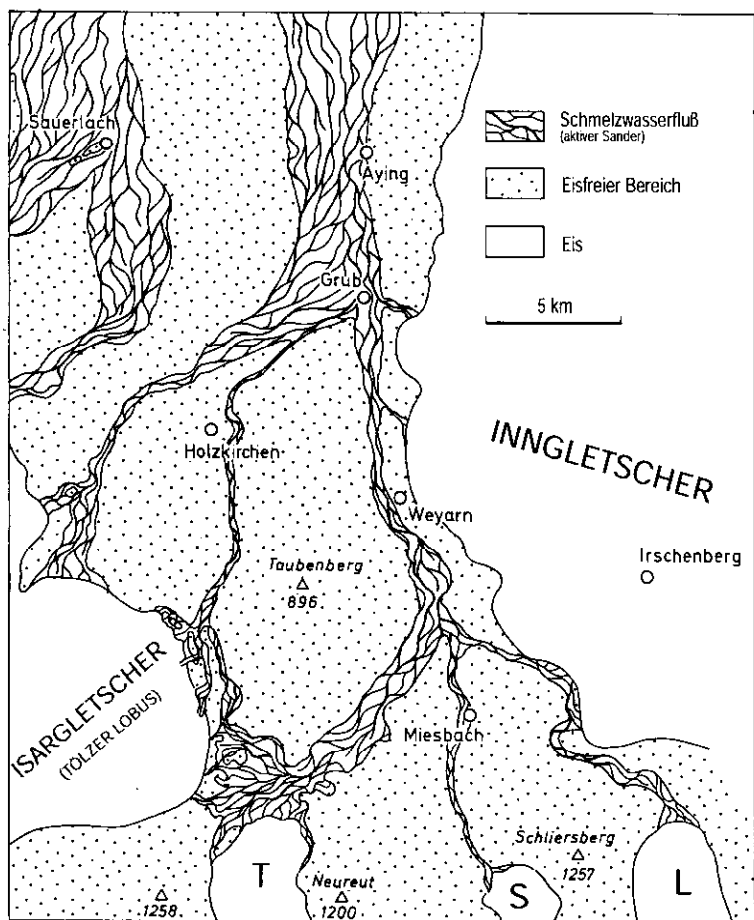 Sauerlach
Aying
Grub
Schmelzwasserfluß
(aktiver Sander)
Eisfreier Bereich
Eis
5 km
Holzkirchen
INNGLETSCHER
Weyarn
Irschenberg
Taubenberg
896
ISARGLETSCHER
(TÖLZER LOBUS)
Miesbach
Schliersberg
1257
T
Neureut
1200
S
L
1258